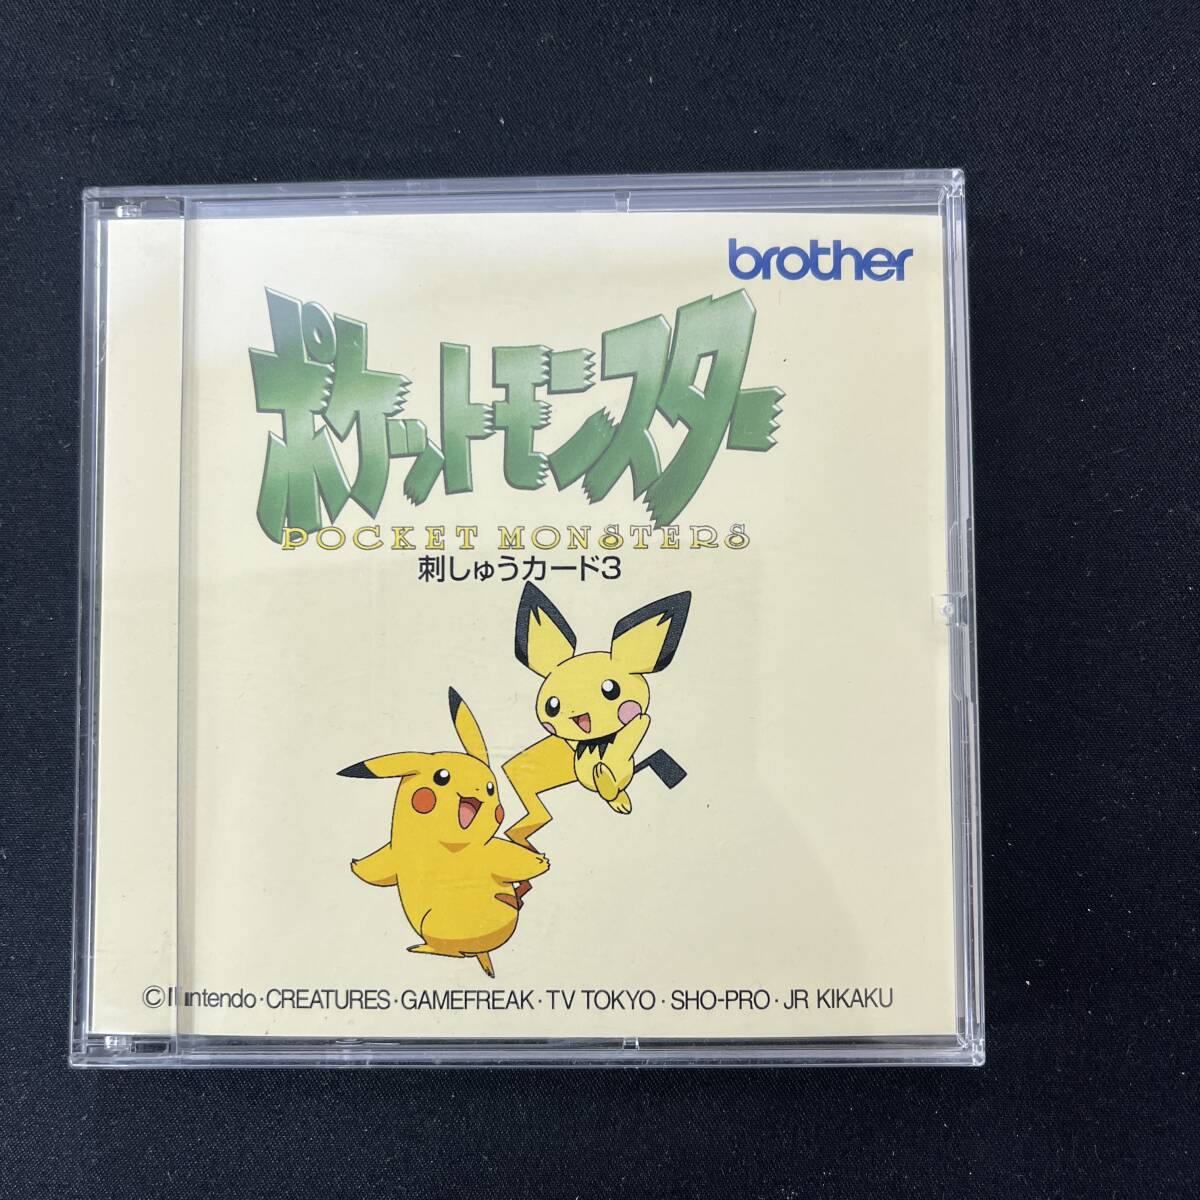 brother
ポケットモンスター
POCKET MONSTERS
刺しゅうカード3
©Nintendo・CREATURES・GAMEFREAK・TV TOKYO・SHO-PRO・JR KIKAKU